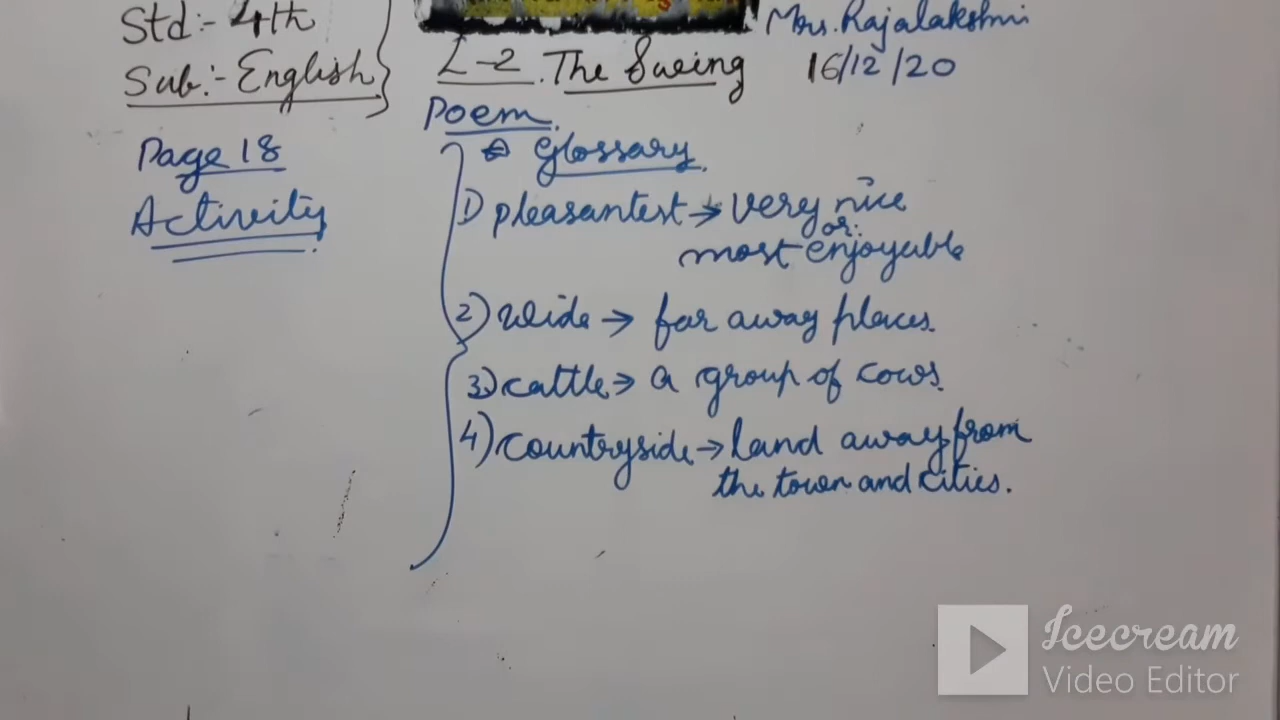 Std:- 4th
Sub:- English
Mrs. Rajalakshmi
L-2. The Swing
16/12/20
Poem
Page 18
Activity
Glossary
1) pleasantest → very nice
or
most enjoyable
2) Wide → far away places.
3) cattle → a group of cows.
4) Countryside → Land away from
the town and cities.
Icecream
Video Editor